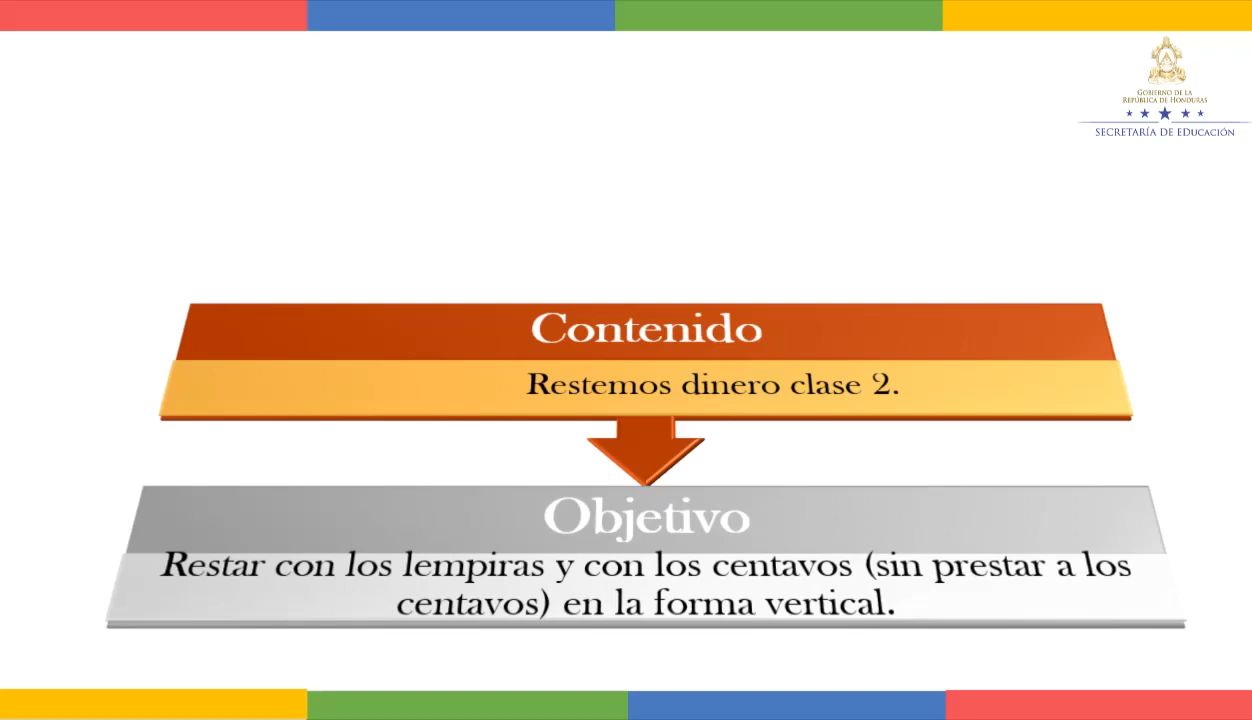 GOBIERNO DE LA
REPÚBLICA DE HONDURAS
SECRETARÍA DE EDUCACIÓN
Contenido
Restemos dinero clase 2.
Objetivo
Restar con los lempiras y con los centavos (sin prestar a los
centavos) en la forma vertical.